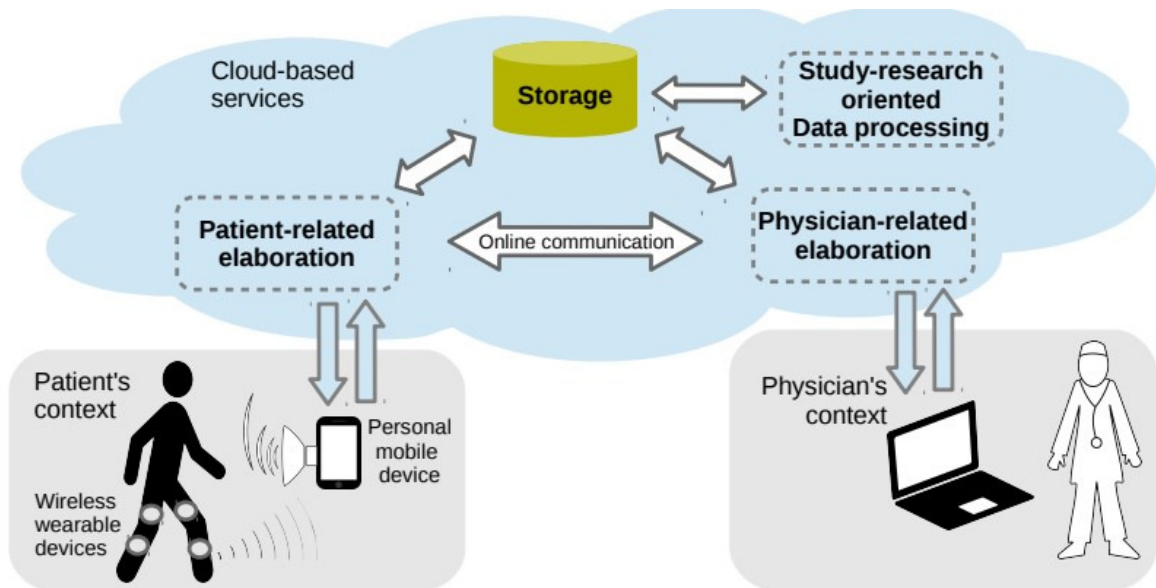 Cloud-based
services
Storage
Study-research
oriented
Data processing
Patient-related
elaboration
Online communication
Physician-related
elaboration
Patient's
context
Personal
mobile
device
Wireless
wearable
devices
Physician's
context